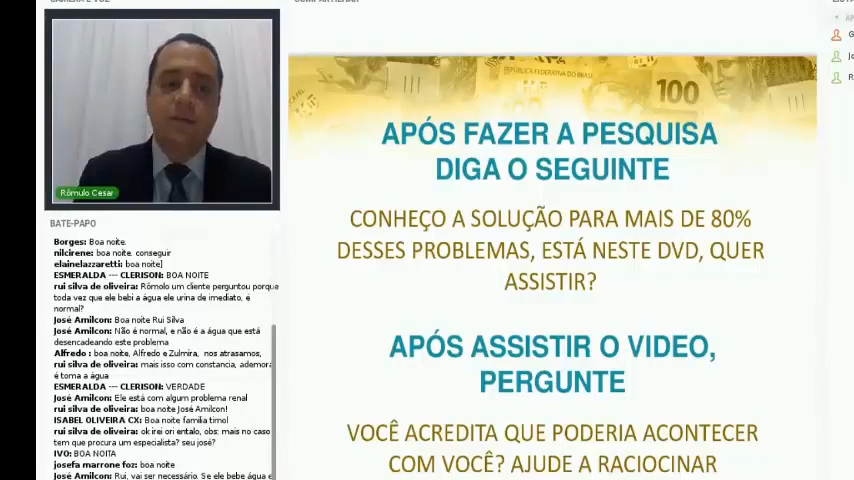 Rômulo Cesar
BATE-PAPO
Borges: Boa noite.
nilcirene: boa noite, conseguir
elainelazzaretti: boa noite]
ESMERALDA --- CLERISON: BOA NOITE
rui silva de oliveira: Rômolo um cliente perguntou porque
toda vez que ele bebi a água ele urina de imediato, é
normal?
José Amilcon: Boa noite Rui Silva
José Amilcon: Não é normal, e não é a água que está
desencadeando este problema
Alfredo : boa noite, Alfredo e Zulmira, nos atrasamos,
rui silva de oliveira: mais isso com constancia, ademora
é toma a água
ESMERALDA --- CLERISON: VERDADE
José Amilcon: Ele está com algum problema renal
rui silva de oliveira: boa noite José Amilcon!
ISABEL OLIVEIRA CX: Boa noite familia timol
rui silva de oliveira: ok irei ori entalo, obs: mais no caso
tem que procura um especialista? seu josé?
IVO: BOA NOITA
josefa marrone foz: boa noite
José Amilcon: Rui, vai ser necessário. Se ele bebe água e
REPÚBLICA FEDERATIVA DO BRASIL
100
APÓS FAZER A PESQUISA
DIGA O SEGUINTE
CONHEÇO A SOLUÇÃO PARA MAIS DE 80%
DESSES PROBLEMAS, ESTÁ NESTE DVD, QUER
ASSISTIR?
APÓS ASSISTIR O VIDEO,
PERGUNTE
VOCÊ ACREDITA QUE PODERIA ACONTECER
COM VOCÊ? AJUDE A RACIOCINAR
G
Jo
R